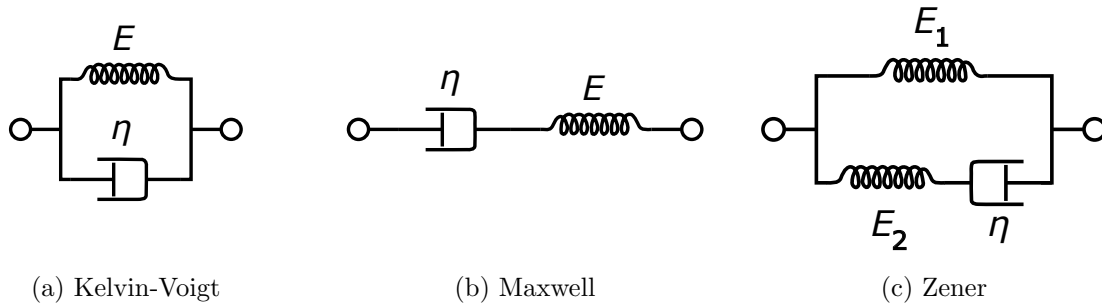 E
η
(a) Kelvin-Voigt
η
E
(b) Maxwell
E₁
E₂
η
(c) Zener